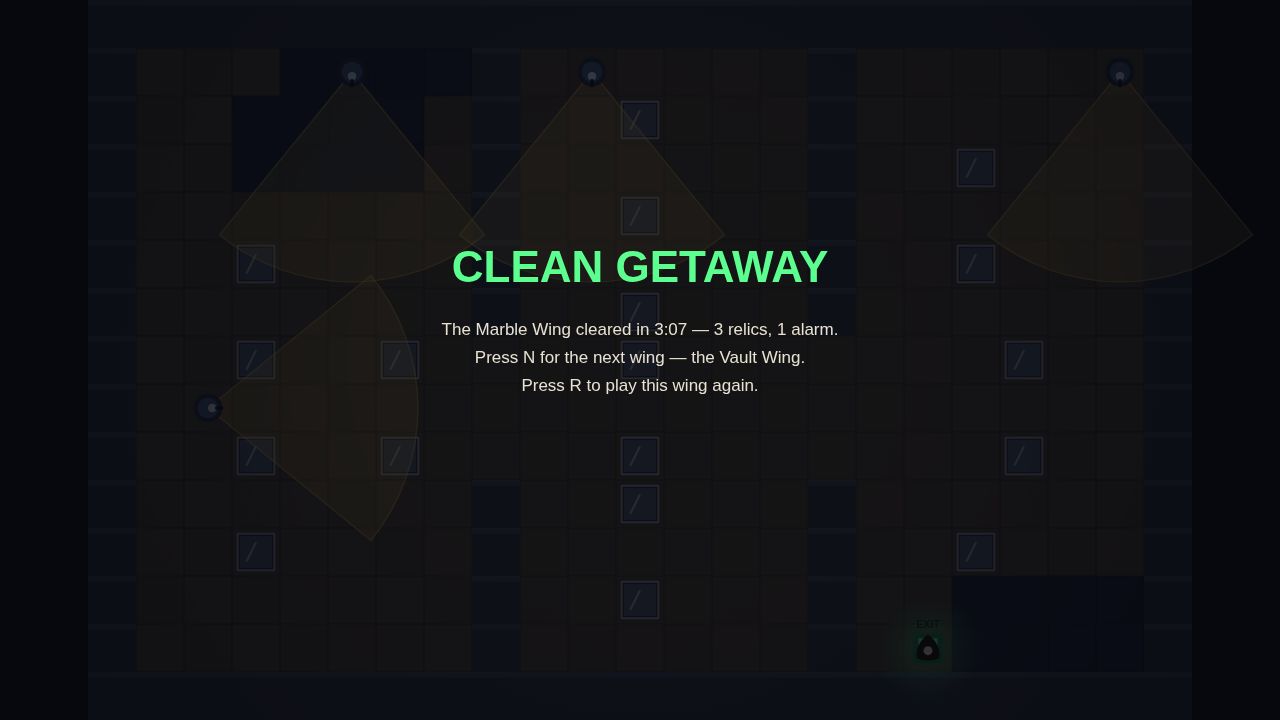 CLEAN GETAWAY
The Marble Wing cleared in 3:07 — 3 relics, 1 alarm.
Press N for the next wing — the Vault Wing.
Press R to play this wing again.
EXIT